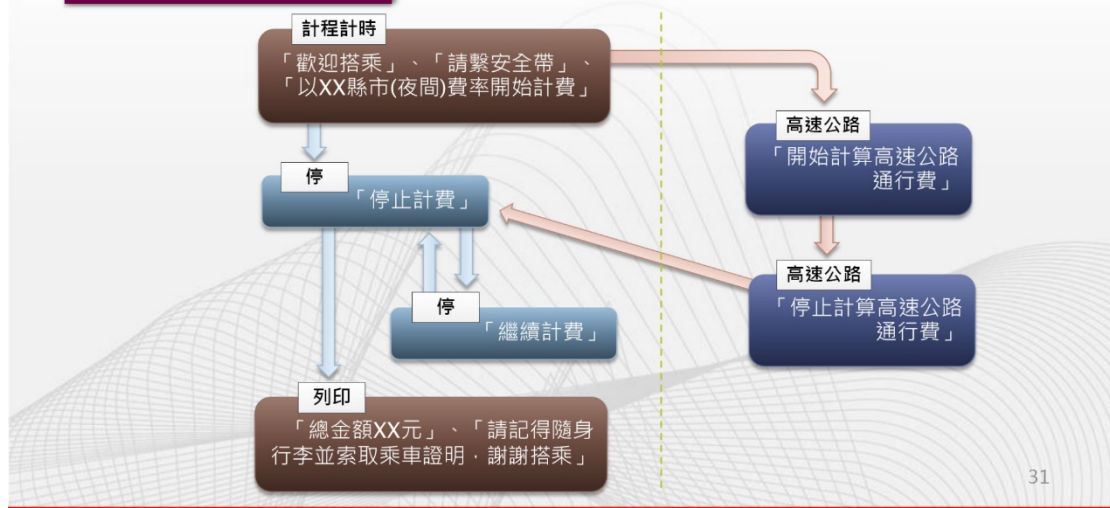 計程計時
「歡迎搭乘」、「請繫安全帶」、
「以XX縣市(夜間)費率開始計費」
高速公路
「開始計算高速公路
通行費」
停
「停止計費」
高速公路
「停止計算高速公路
通行費」
停
「繼續計費」
列印
「總金額XX元」、「請記得隨身
行李並索取乘車證明，謝謝搭乘」
31